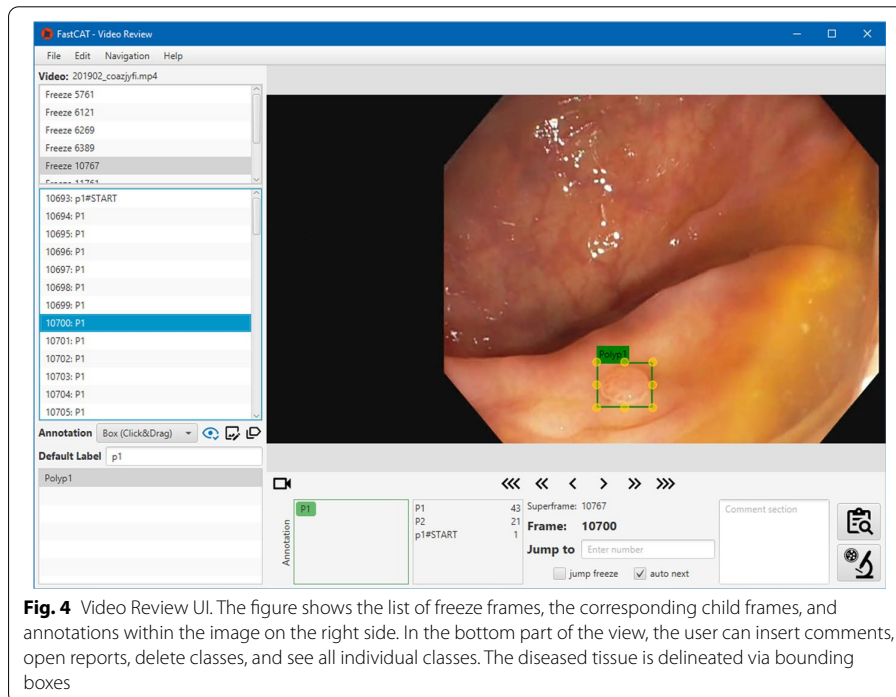 FastCAT - Video Review
File Edit Navigation Help
Video: 201902_coazjyfi.mp4
Freeze 5761
Freeze 6121
Freeze 6269
Freeze 6389
Freeze 10767
Freeze 11761
10693: p1#START
10694: P1
10695: P1
10696: P1
10697: P1
10698: P1
10699: P1
10700: P1
10701: P1
10702: P1
10703: P1
10704: P1
10705: P1
Polyp1
Annotation Box (Click&Drag)
Default Label p1
Polyp1
Annotation
P1
P1 43
P2 21
p1#START 1
Superframe: 10767
Frame: 10700
Jump to Enter number
jump freeze auto next
Comment section
Fig. 4 Video Review UI. The figure shows the list of freeze frames, the corresponding child frames, and
annotations within the image on the right side. In the bottom part of the view, the user can insert comments,
open reports, delete classes, and see all individual classes. The diseased tissue is delineated via bounding
boxes